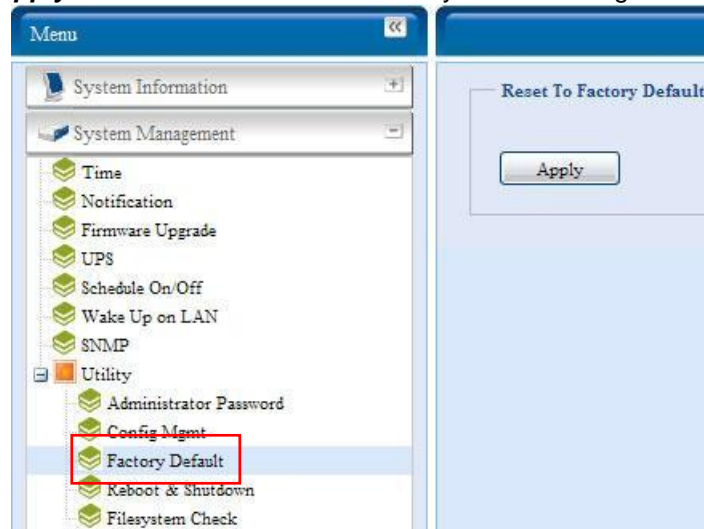 Menu
System Information
System Management
Time
Notification
Firmware Upgrade
UPS
Schedule On/Off
Wake Up on LAN
SNMP
Utility
Administrator Password
Config Mgmt
Factory Default
Reboot & Shutdown
Filesystem Check
Reset To Factory Default
Apply